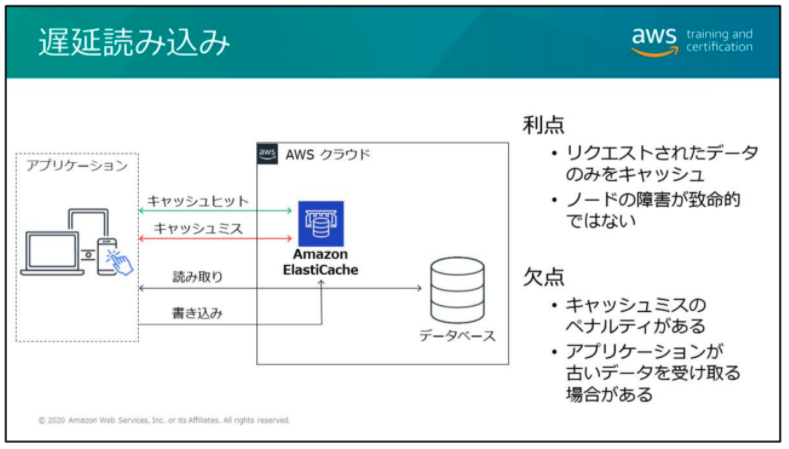 遅延読み込み
aws training and
certification
アプリケーション
aws AWS クラウド
キャッシュヒット
キャッシュミス
Amazon
ElastiCache
読み取り
書き込み
データベース
利点
• リクエストされたデータ
のみをキャッシュ
• ノードの障害が致命的
ではない
欠点
• キャッシュミスの
ペナルティがある
• アプリケーションが
古いデータを受け取る
場合がある
© 2020 Amazon Web Services, Inc. or its Affiliates. All rights reserved.